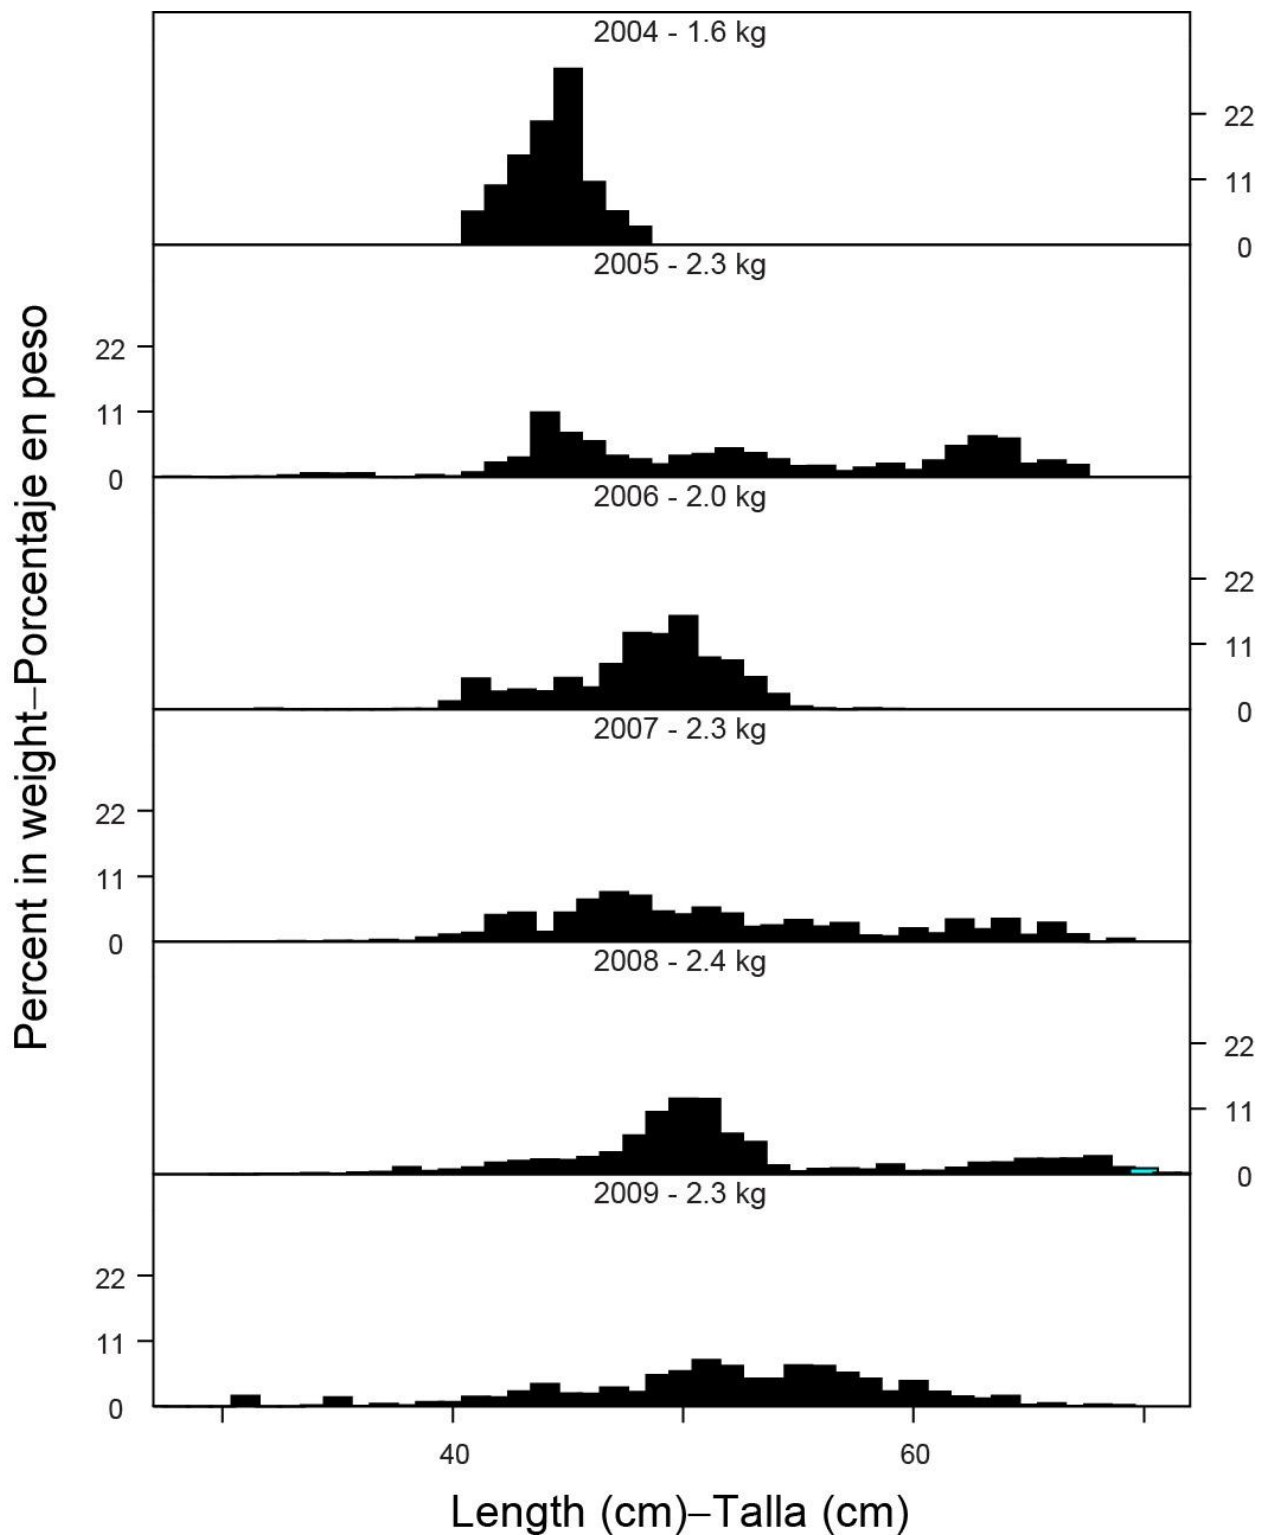 2004 - 1.6 kg
22
11
0
2005 - 2.3 kg
22
11
0
2006 - 2.0 kg
22
11
0
2007 - 2.3 kg
22
11
0
2008 - 2.4 kg
22
11
0
2009 - 2.3 kg
22
11
0
40
60
Length (cm)–Talla (cm)
Percent in weight–Porcentaje en peso